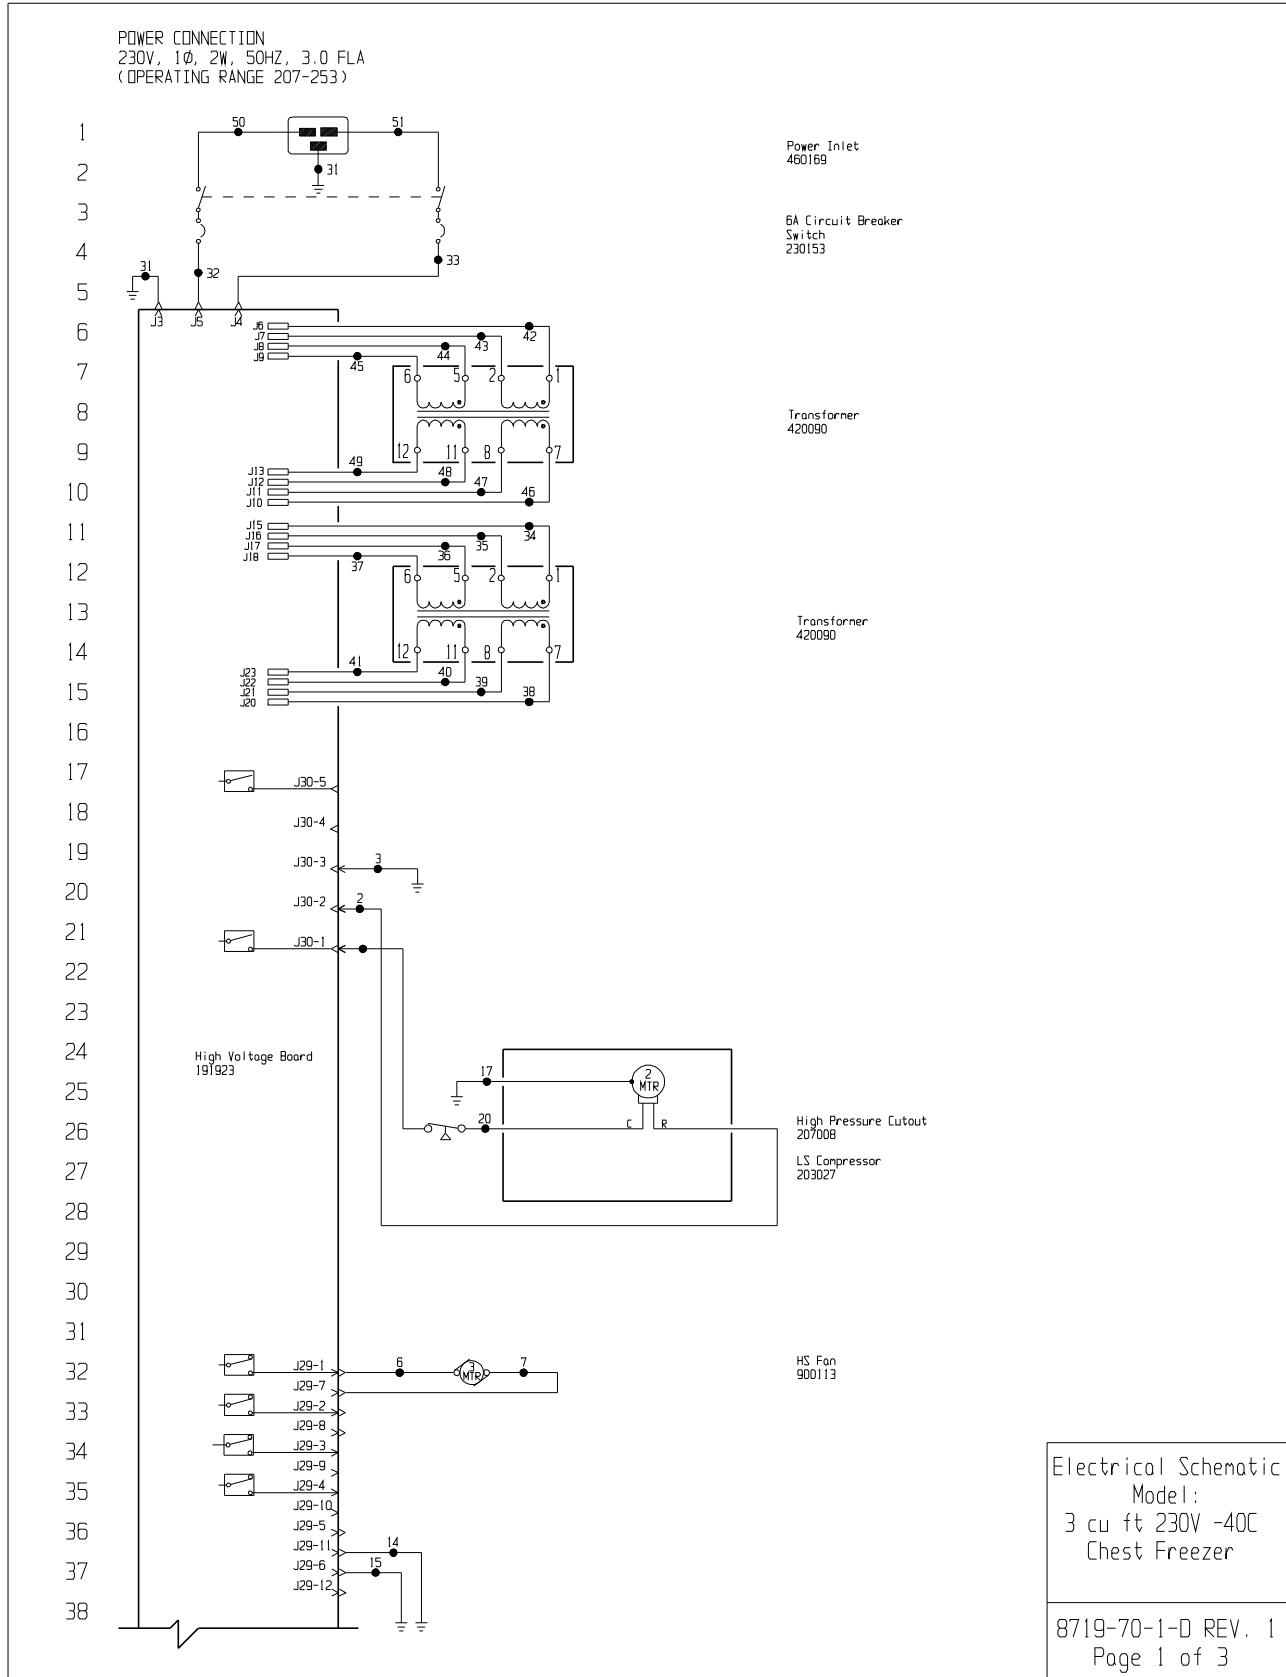 POWER CONNECTION
230V, 1Ø, 2W, 50HZ, 3.0 FLA
(OPERATING RANGE 207-253)
1
50
51
Power Inlet
460169
2
31
3
6A Circuit Breaker
Switch
230153
4
31
32
33
5
J3
J5
J4
6
J6
J7
J8
J9
42
43
44
45
7
6
5
2
1
8
Transformer
420090
9
12
11
8
7
J13
J12
J11
J10
49
48
47
46
10
11
J15
J16
J17
J18
34
35
36
37
12
6
5
2
1
13
Transformer
420090
14
12
11
8
7
J23
J22
J21
J20
41
40
39
38
15
16
17
J30-5
18
J30-4
19
J30-3
3
20
J30-2
2
21
J30-1
22
23
24
High Voltage Board
191923
17
2
MTR
25
20
C
R
26
High Pressure Cutout
207008
27
LS Compressor
203027
28
29
30
31
32
J29-1
6
3
MTR
7
HS Fan
900113
J29-7
33
J29-2
J29-8
34
J29-3
J29-9
35
J29-4
J29-10
36
J29-5
J29-11
14
37
J29-6
15
J29-12
38
Electrical Schematic
Model:
3 cu ft 230V -40C
Chest Freezer
8719-70-1-D REV. 1
Page 1 of 3